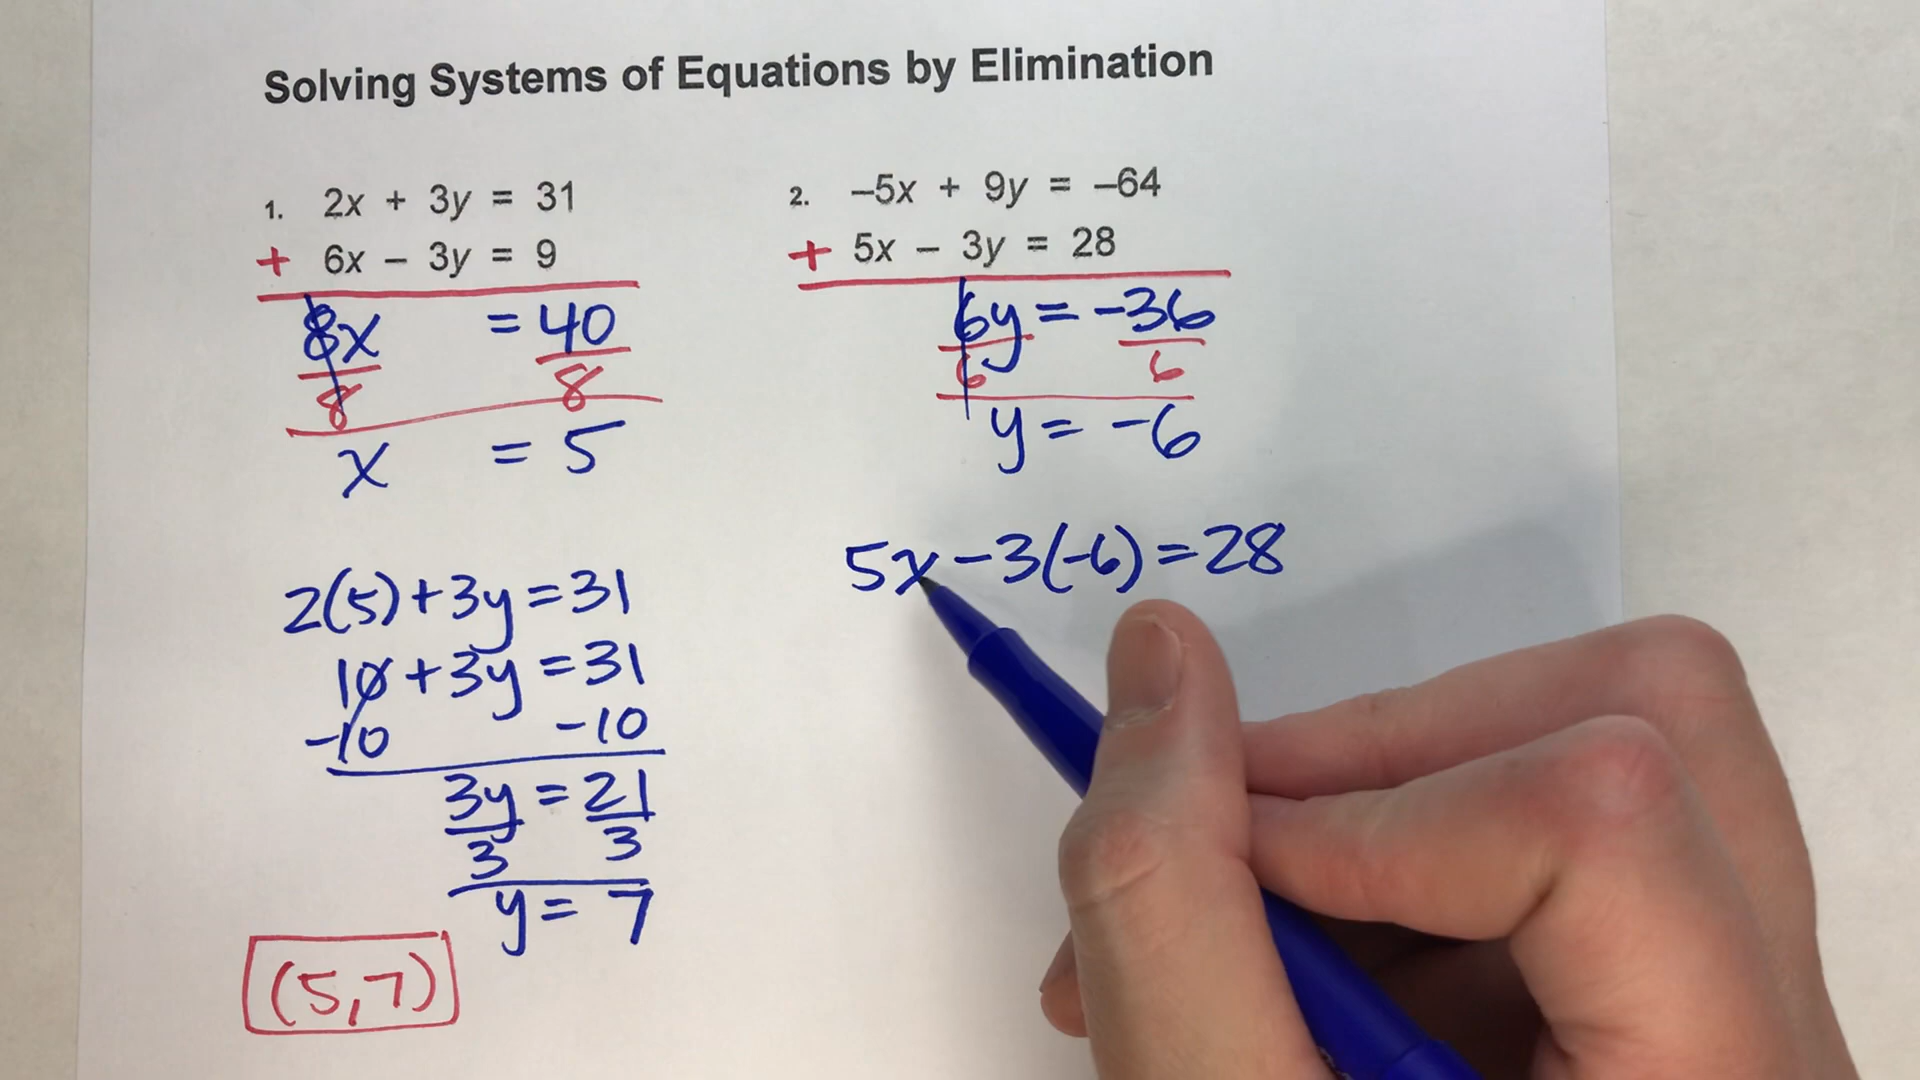 Solving Systems of Equations by Elimination
1. 2x + 3y = 31
+ 6x – 3y = 9
8x = 40
8 8
x = 5
2(5)+3y=31
10+3y=31
-10 -10
3y=21
3 3
y= 7
(5,7)
2. –5x + 9y = –64
+ 5x – 3y = 28
6y=-36
6 6
y=-6
5x-3(-6)=28